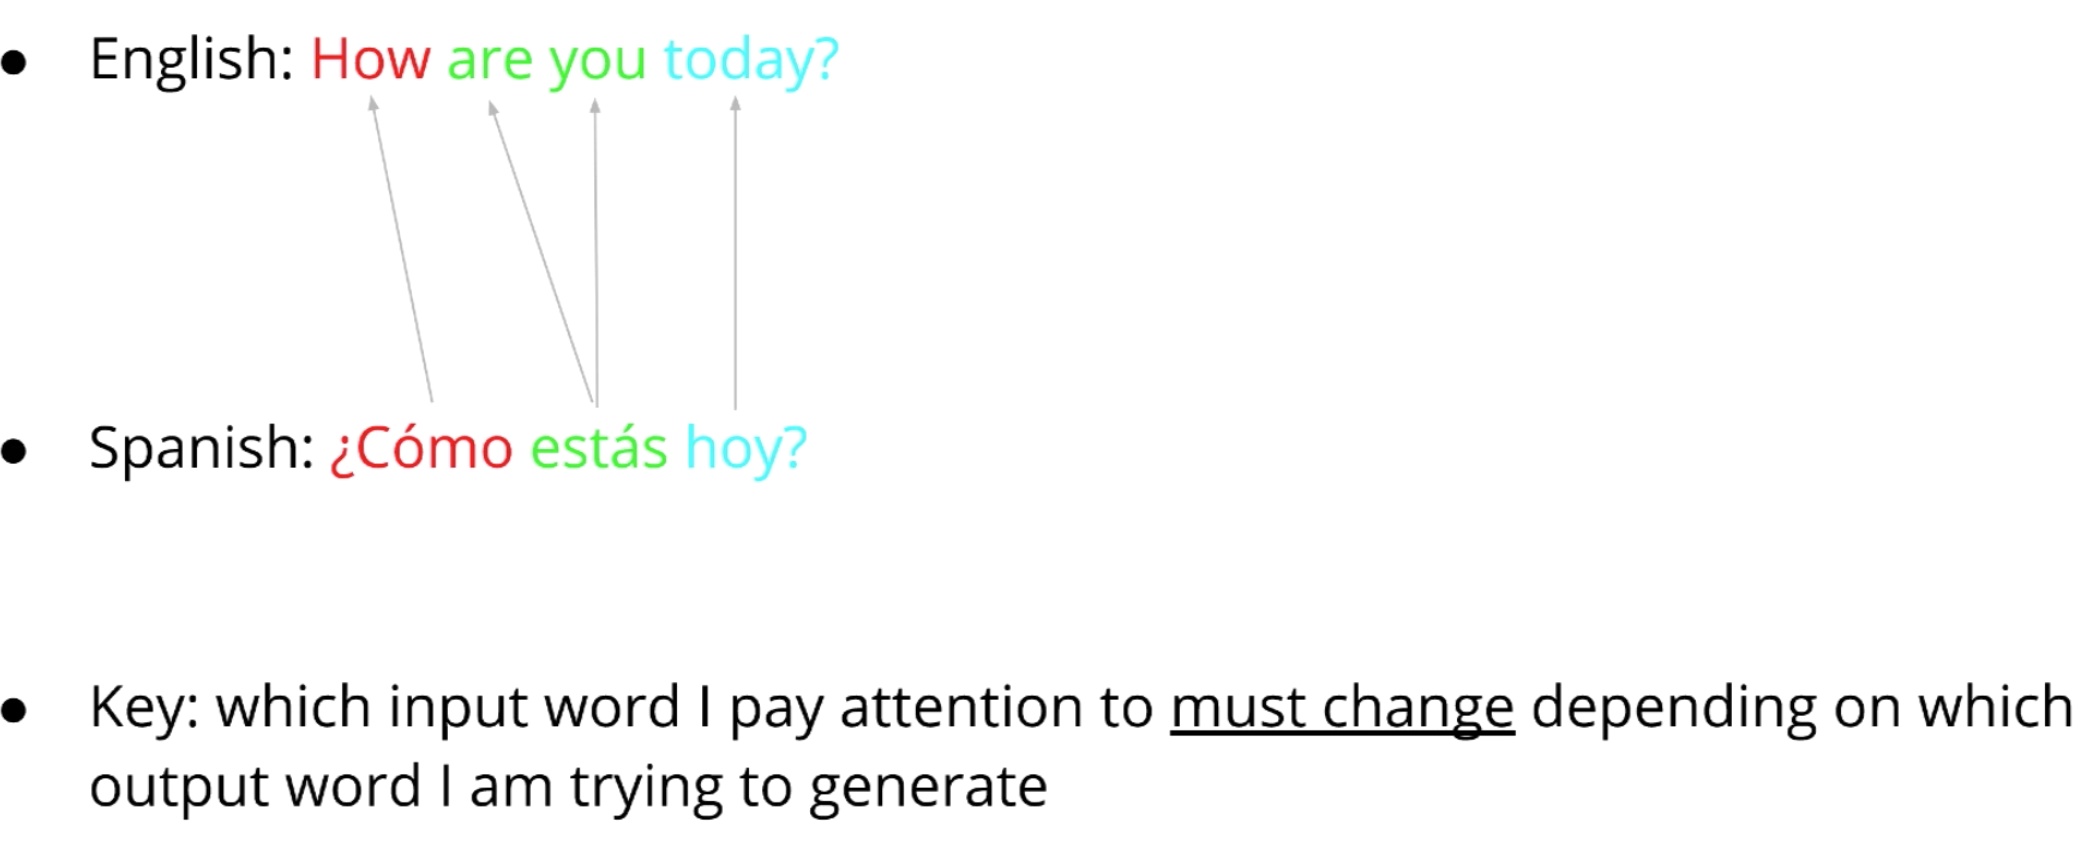 ● English: How are you today?
● Spanish: ¿Cómo estás hoy?
● Key: which input word I pay attention to must change depending on which
output word I am trying to generate